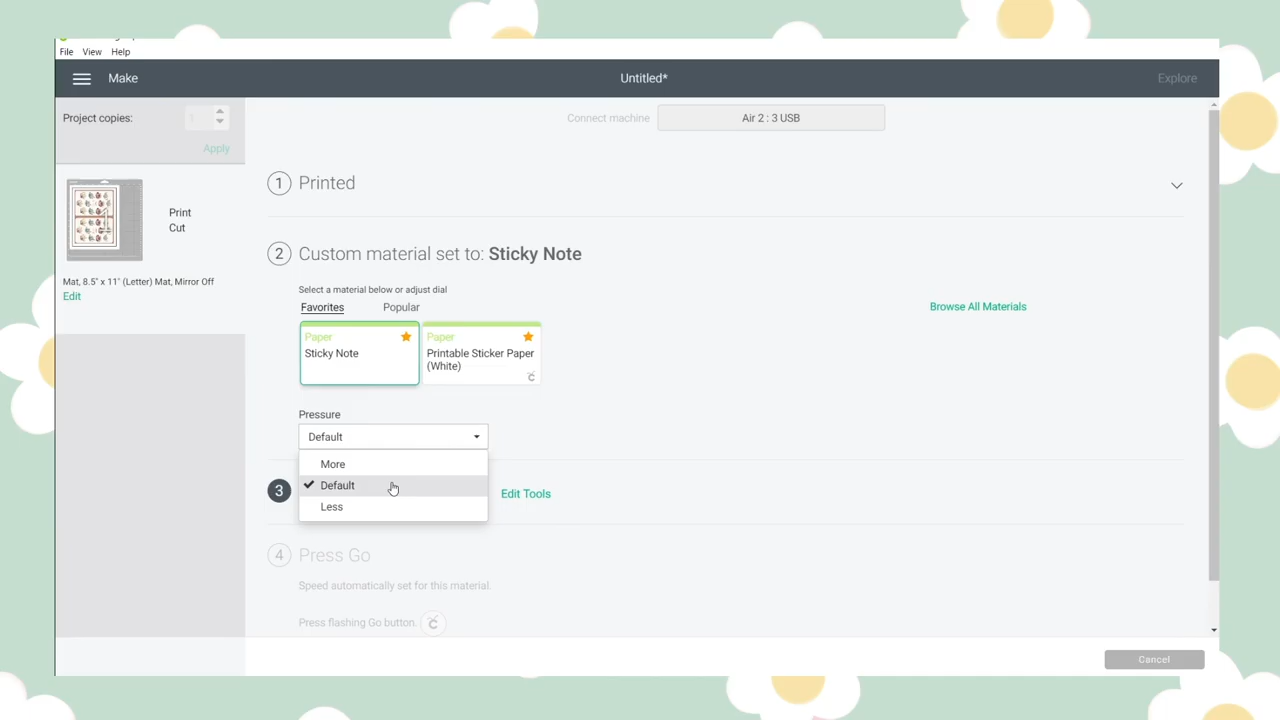 File View Help
Make
Untitled*
Explore
Project copies:
1
Apply
Connect machine
Air 2 : 3 USB
1 Printed
Print
Cut
Mat, 8.5" x 11" (Letter) Mat, Mirror Off
Edit
2 Custom material set to: Sticky Note
Select a material below or adjust dial
Favorites Popular
Browse All Materials
Paper
Sticky Note
Paper
Printable Sticker Paper
(White)
Pressure
Default
More
Default
Less
3
Edit Tools
4 Press Go
Speed automatically set for this material.
Press flashing Go button.
Cancel